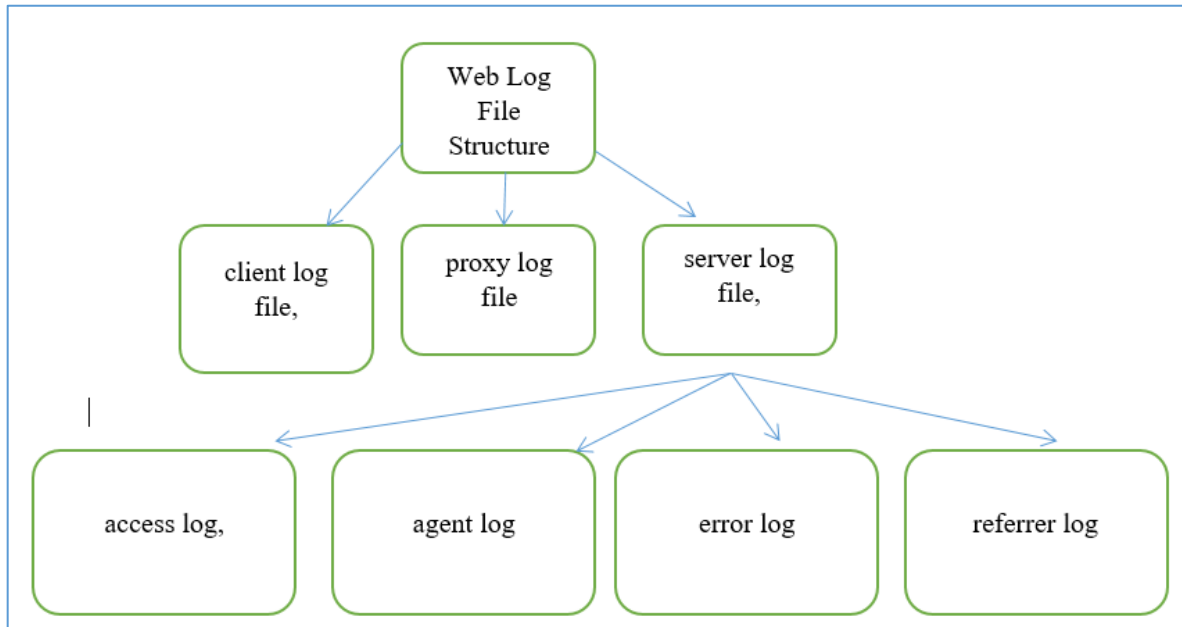 Web Log
File
Structure
client log
file,
proxy log
file
server log
file,
access log,
agent log
error log
referrer log